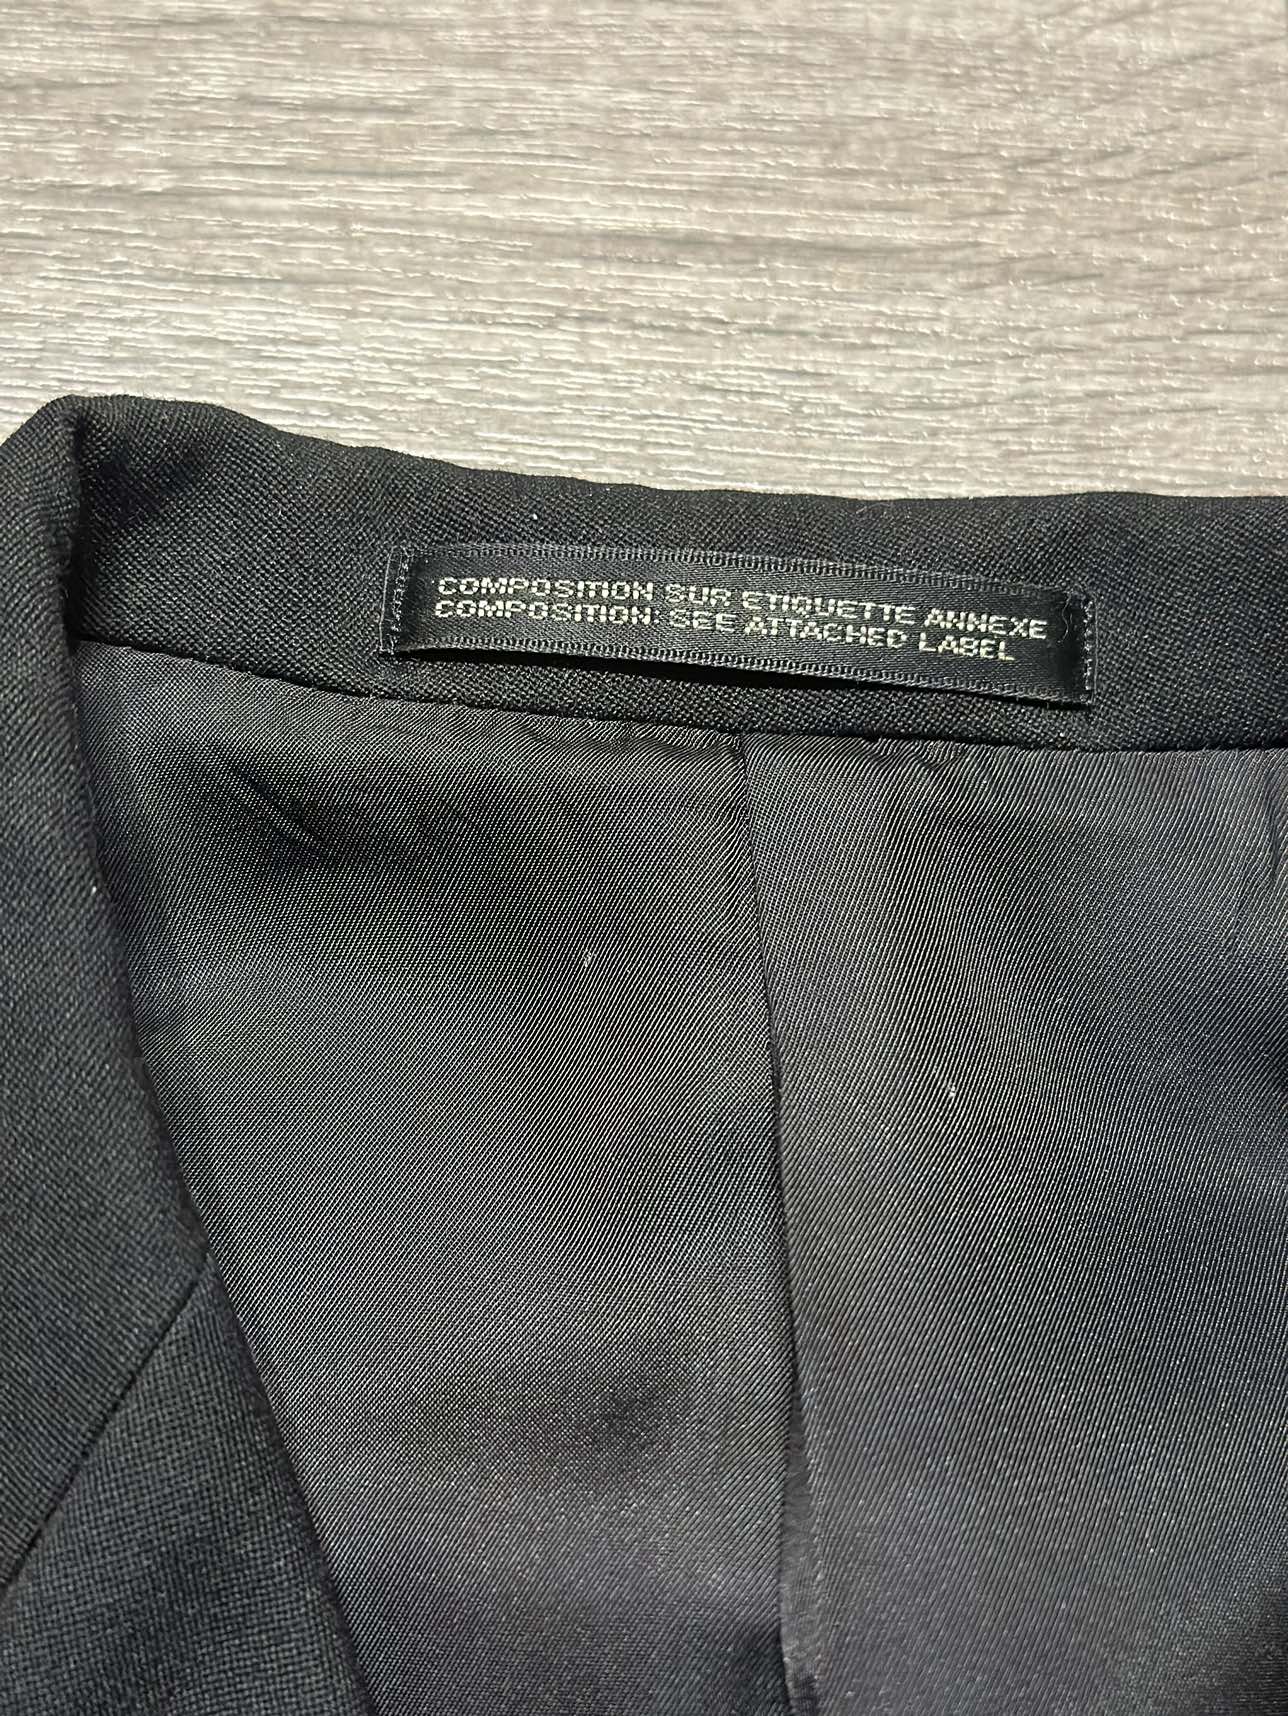 COMPOSITION SUR ETIQUETTE ANNEXE
COMPOSITION: SEE ATTACHED LABEL